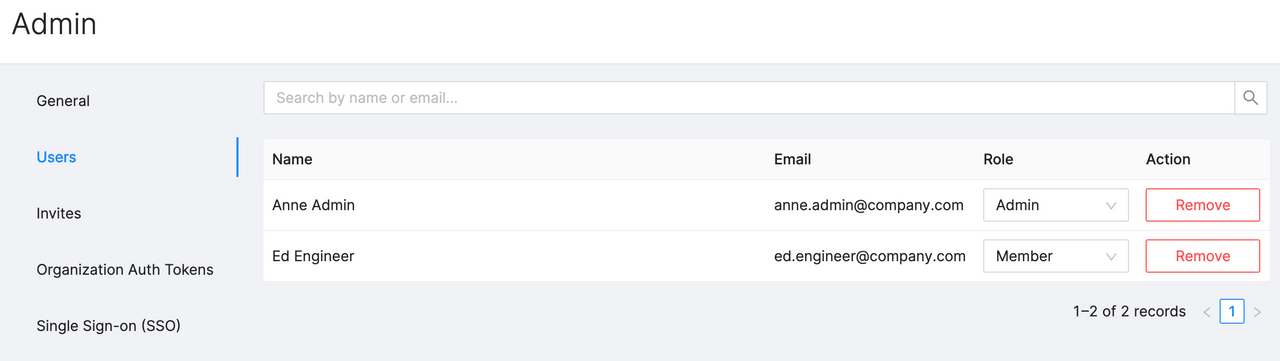 Admin
General
Users
Invites
Organization Auth Tokens
Single Sign-on (SSO)
Search by name or email...
Name Email Role Action
Anne Admin anne.admin@company.com Admin Remove
Ed Engineer ed.engineer@company.com Member Remove
1–2 of 2 records < 1 >